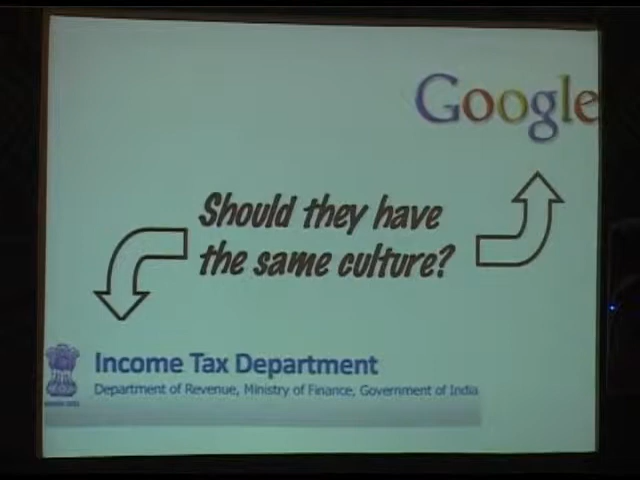 Google
Should they have
the same culture?
Income Tax Department
Department of Revenue, Ministry of Finance, Government of India